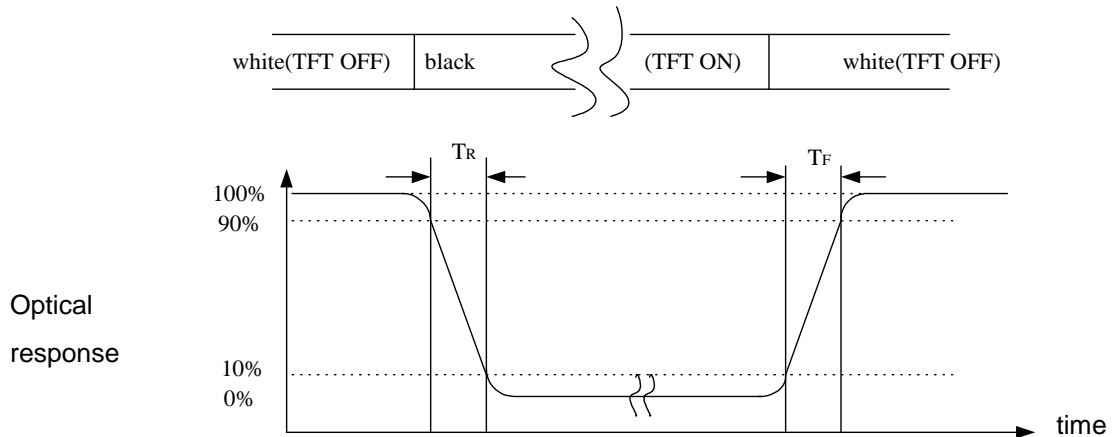 white(TFT OFF) black (TFT ON) white(TFT OFF)
TR TF
100%
90%
Optical
response
10%
0%
time